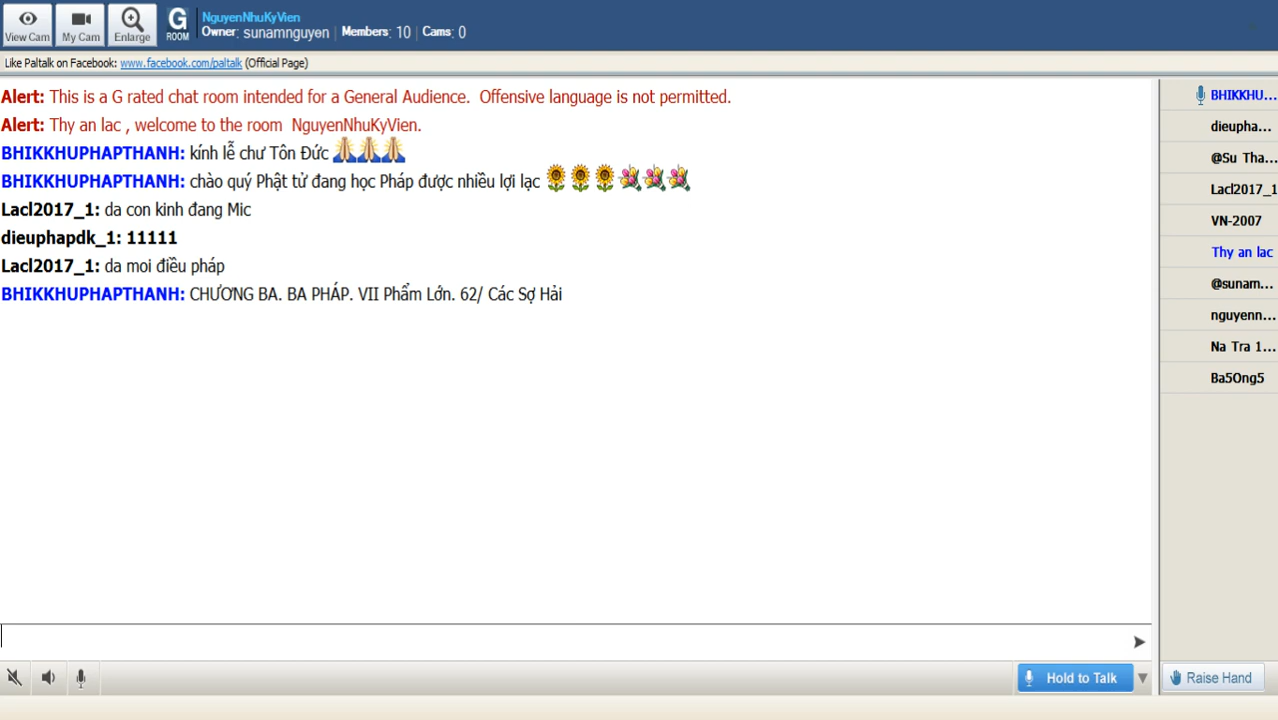 View Cam
My Cam
Enlarge
G
ROOM
NguyenNhuKyVien
Owner: sunamnguyen | Members: 10 | Cams: 0
Like Paltalk on Facebook: www.facebook.com/paltalk (Official Page)
Alert: This is a G rated chat room intended for a General Audience. Offensive language is not permitted.
Alert: Thy an lac , welcome to the room NguyenNhuKyVien.
BHIKKHUPHAPTHANH: kính lễ chư Tôn Đức
BHIKKHUPHAPTHANH: chào quý Phật tử đang học Pháp được nhiều lợi lạc
Lacl2017_1: da con kinh đang Mic
dieuphapdk_1: 11111
Lacl2017_1: da moi điều pháp
BHIKKHUPHAPTHANH: CHƯƠNG BA. BA PHÁP. VII Phẩm Lớn. 62/ Các Sợ Hải
BHIKKHU...
dieupha...
@Su Tha...
Lacl2017_1
VN-2007
Thy an lac
@sunam...
nguyenn...
Na Tra 1...
Ba5Ong5
Hold to Talk
Raise Hand